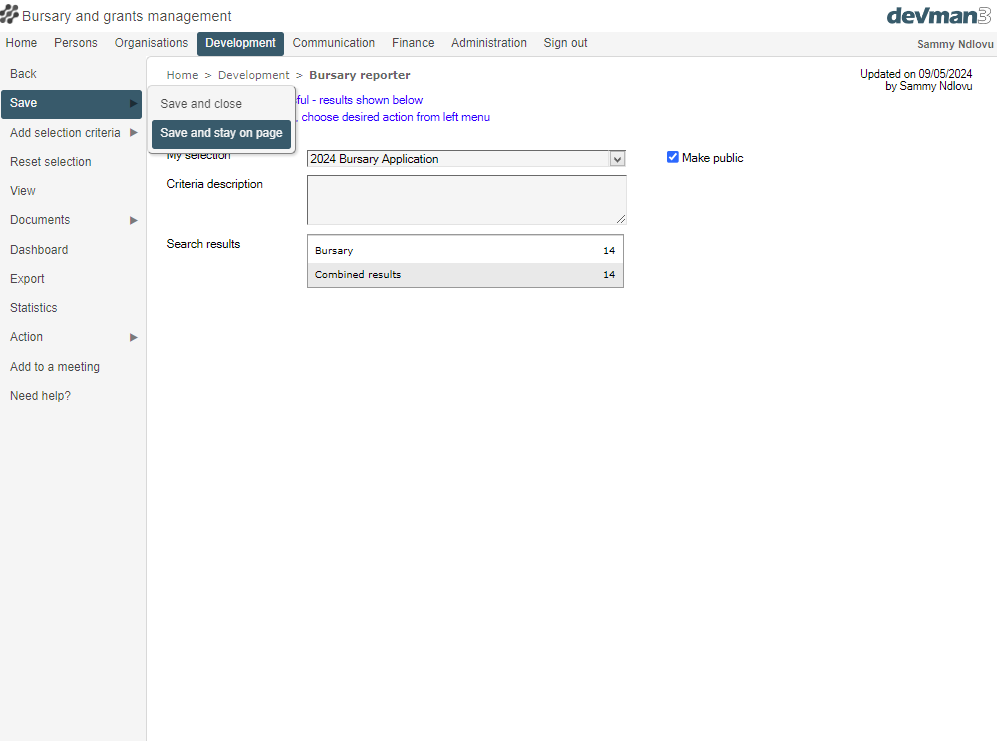 Bursary and grants management
devman3
Home Persons Organisations Development Communication Finance Administration Sign out
Sammy Ndlovu
Back
Save
Add selection criteria
Reset selection
View
Documents
Dashboard
Export
Statistics
Action
Add to a meeting
Need help?
Save and close
Save and stay on page
Home > Development > Bursary reporter
Updated on 09/05/2024
by Sammy Ndlovu
ful - results shown below
, choose desired action from left menu
My selection
2024 Bursary Application
Make public
Criteria description
Search results
Bursary 14
Combined results 14